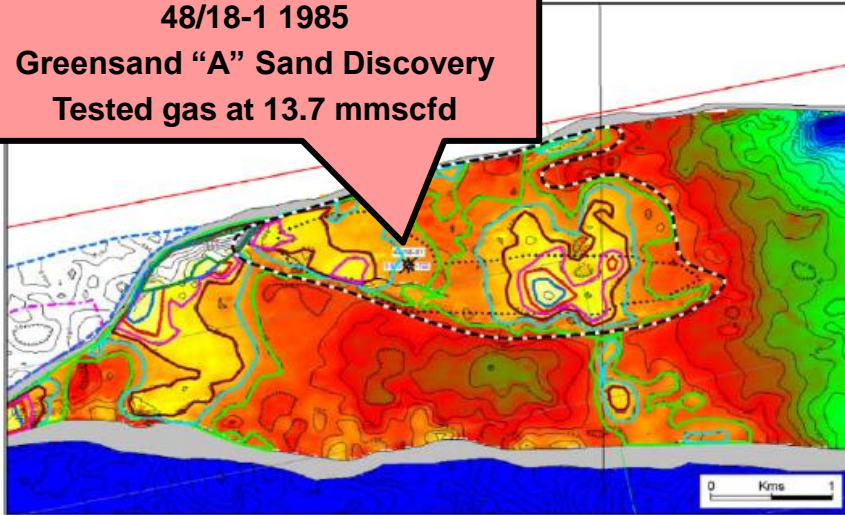 48/18-1 1985
Greensand “A” Sand Discovery
Tested gas at 13.7 mmscfd
0 Kms 1